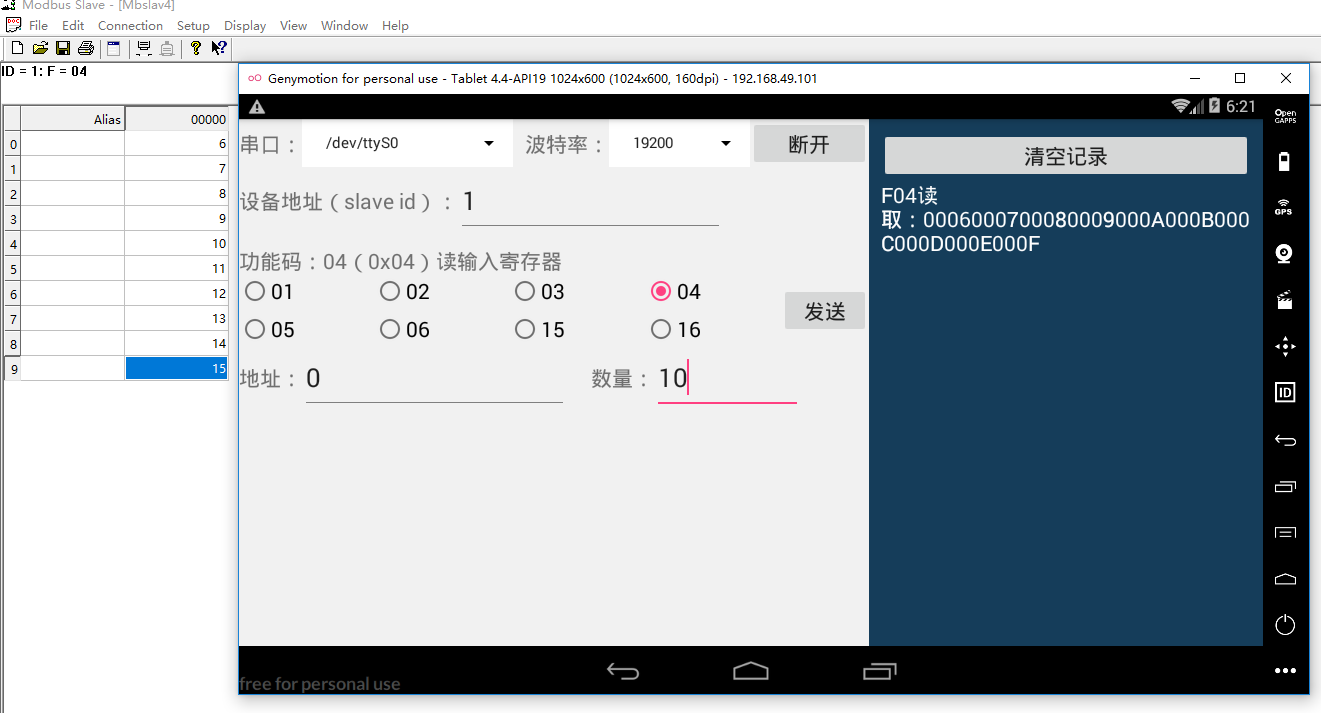 Modbus Slave - [Mbslav4]
File Edit Connection Setup Display View Window Help
ID = 1: F = 04
Alias 00000
0 6
1 7
2 8
3 9
4 10
5 11
6 12
7 13
8 14
9 15
Genymotion for personal use - Tablet 4.4-API19 1024x600 (1024x600, 160dpi) - 192.168.49.101
6:21
串口： /dev/ttyS0 波特率： 19200 断开
设备地址（slave id）： 1
功能码：04（0x04）读输入寄存器
01 02 03 04
05 06 15 16
发送
地址： 0 数量： 10
清空记录
F04读
取：0006000700080009000A000B000
C000D000E000F
Open
GAPPS
GPS
ID
free for personal use